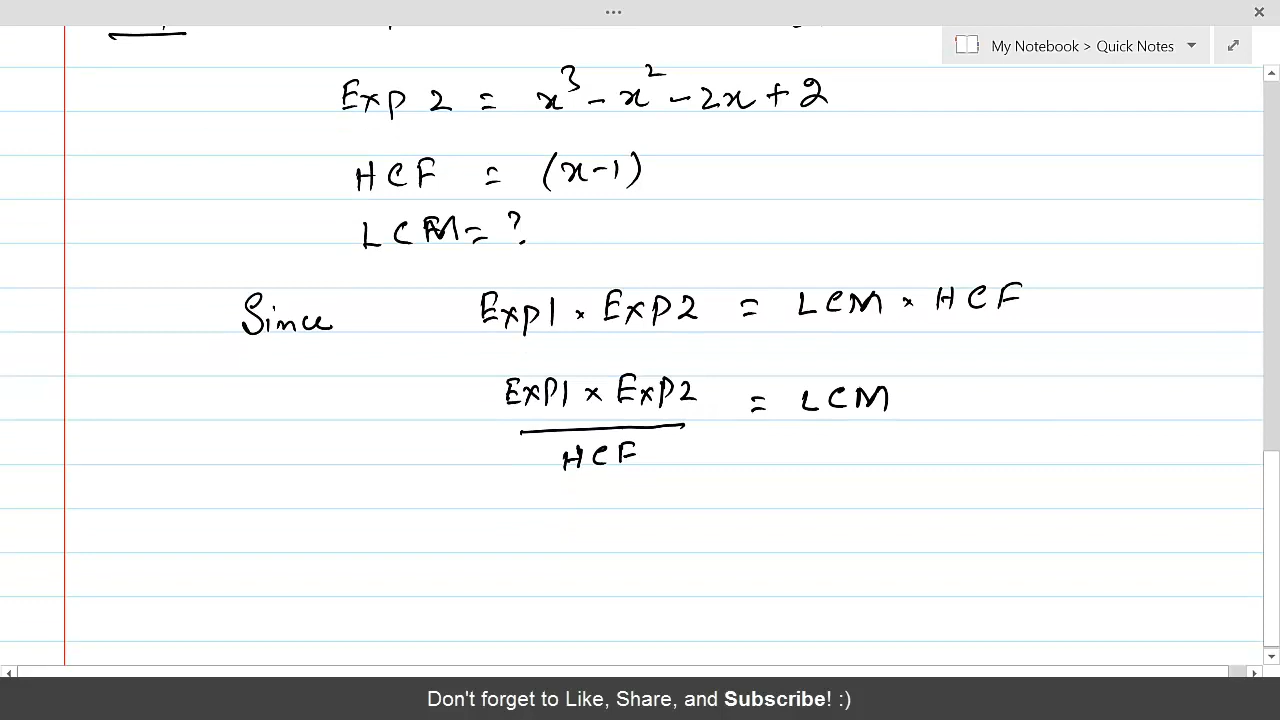 My Notebook > Quick Notes
Exp 2 = x³ - x² - 2x + 2
HCF = (x-1)
LCM = ?
Since Exp1 × Exp2 = LCM × HCF
Exp1 × Exp2 = LCM
HCF
Don't forget to Like, Share, and Subscribe! :)